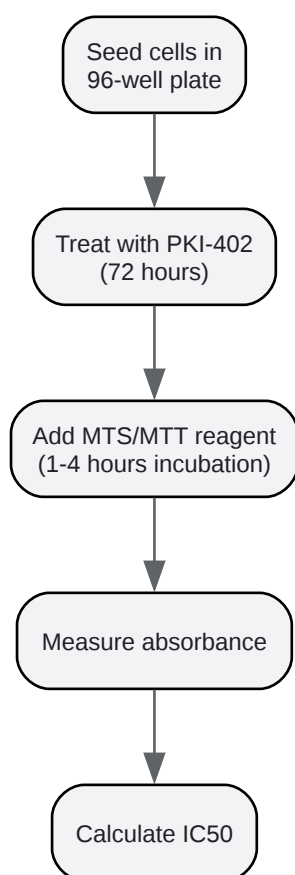 Seed cells in
96-well plate
Treat with PKI-402
(72 hours)
Add MTS/MTT reagent
(1-4 hours incubation)
Measure absorbance
Calculate IC50